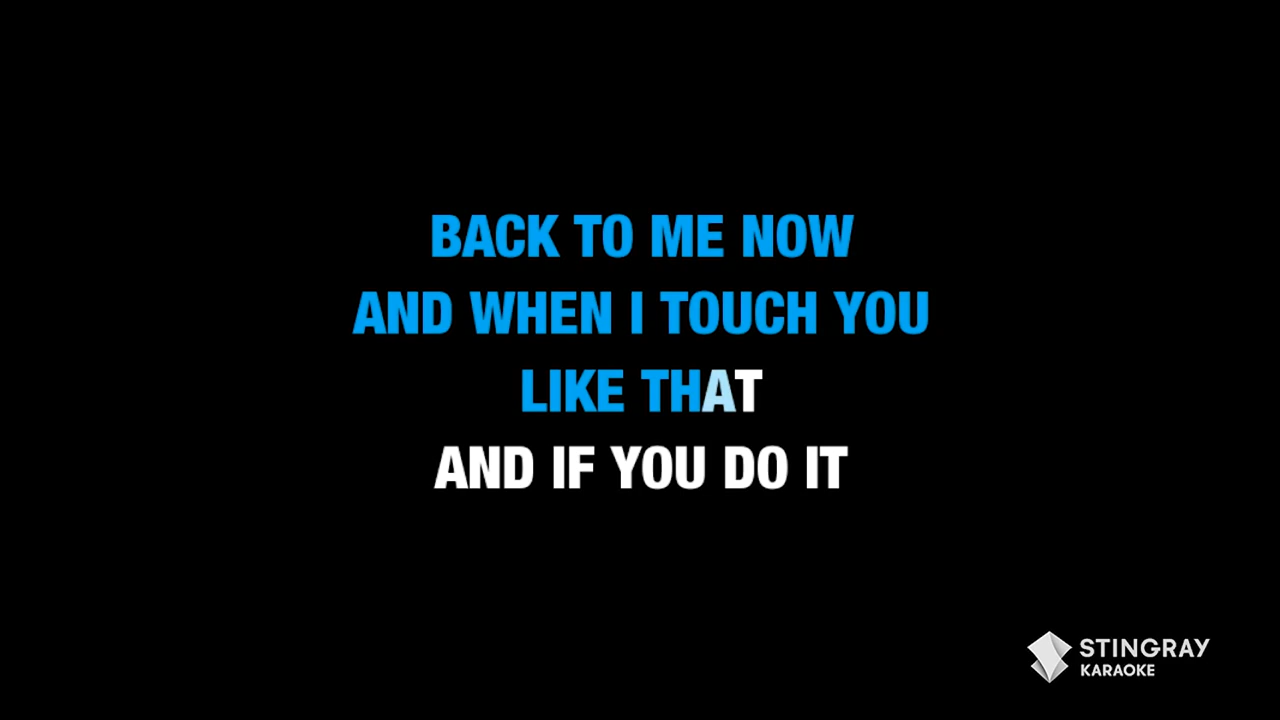 BACK TO ME NOW
AND WHEN I TOUCH YOU
LIKE THAT
AND IF YOU DO IT
STINGRAY
KARAOKE